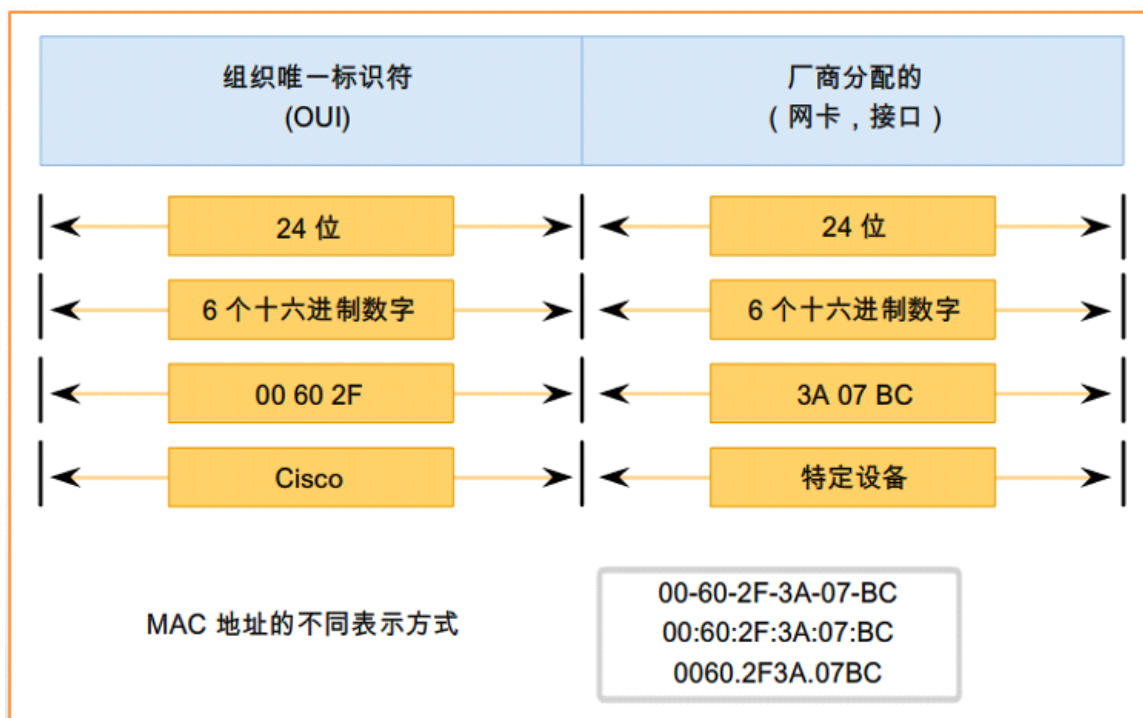 组织唯一标识符
(OUI)
厂商分配的
（网卡，接口）
24 位
24 位
6 个十六进制数字
6 个十六进制数字
00 60 2F
3A 07 BC
Cisco
特定设备
MAC 地址的不同表示方式
00-60-2F-3A-07-BC
00:60:2F:3A:07:BC
0060.2F3A.07BC